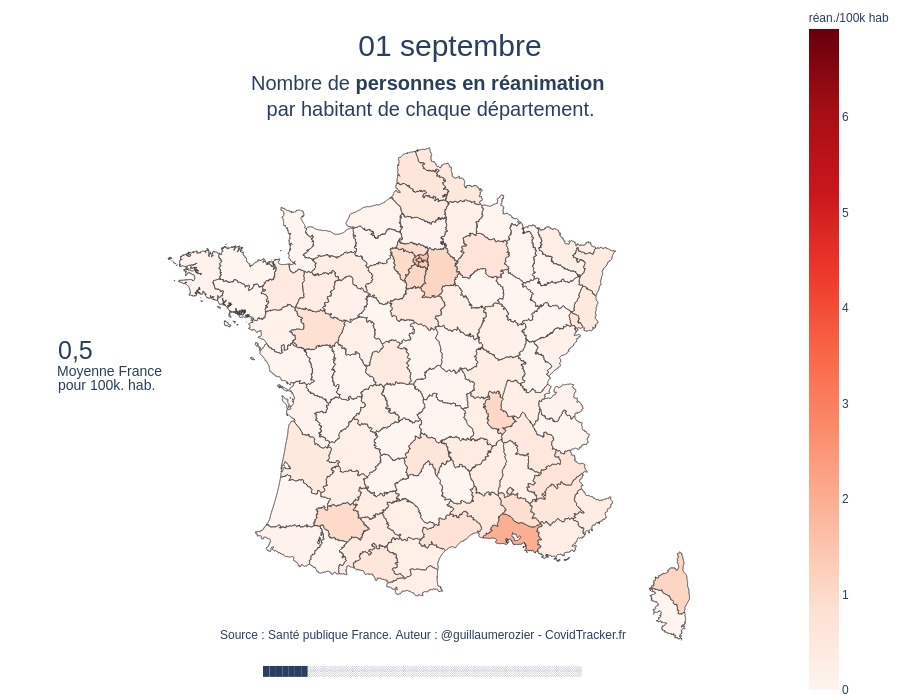 réan./100k hab
01 septembre
Nombre de personnes en réanimation
par habitant de chaque département.
6
5
4
3
2
1
0
0,5
Moyenne France
pour 100k. hab.
Source : Santé publique France. Auteur : @guillaumerozier - CovidTracker.fr